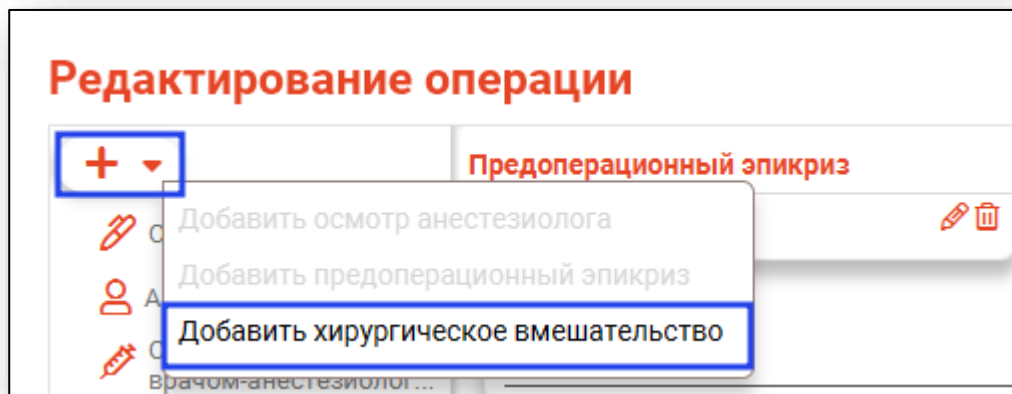 Редактирование операции
Предоперационный эпикриз
Добавить осмотр анестезиолога
Добавить предоперационный эпикриз
Добавить хирургическое вмешательство
врачом-анестезиолог...